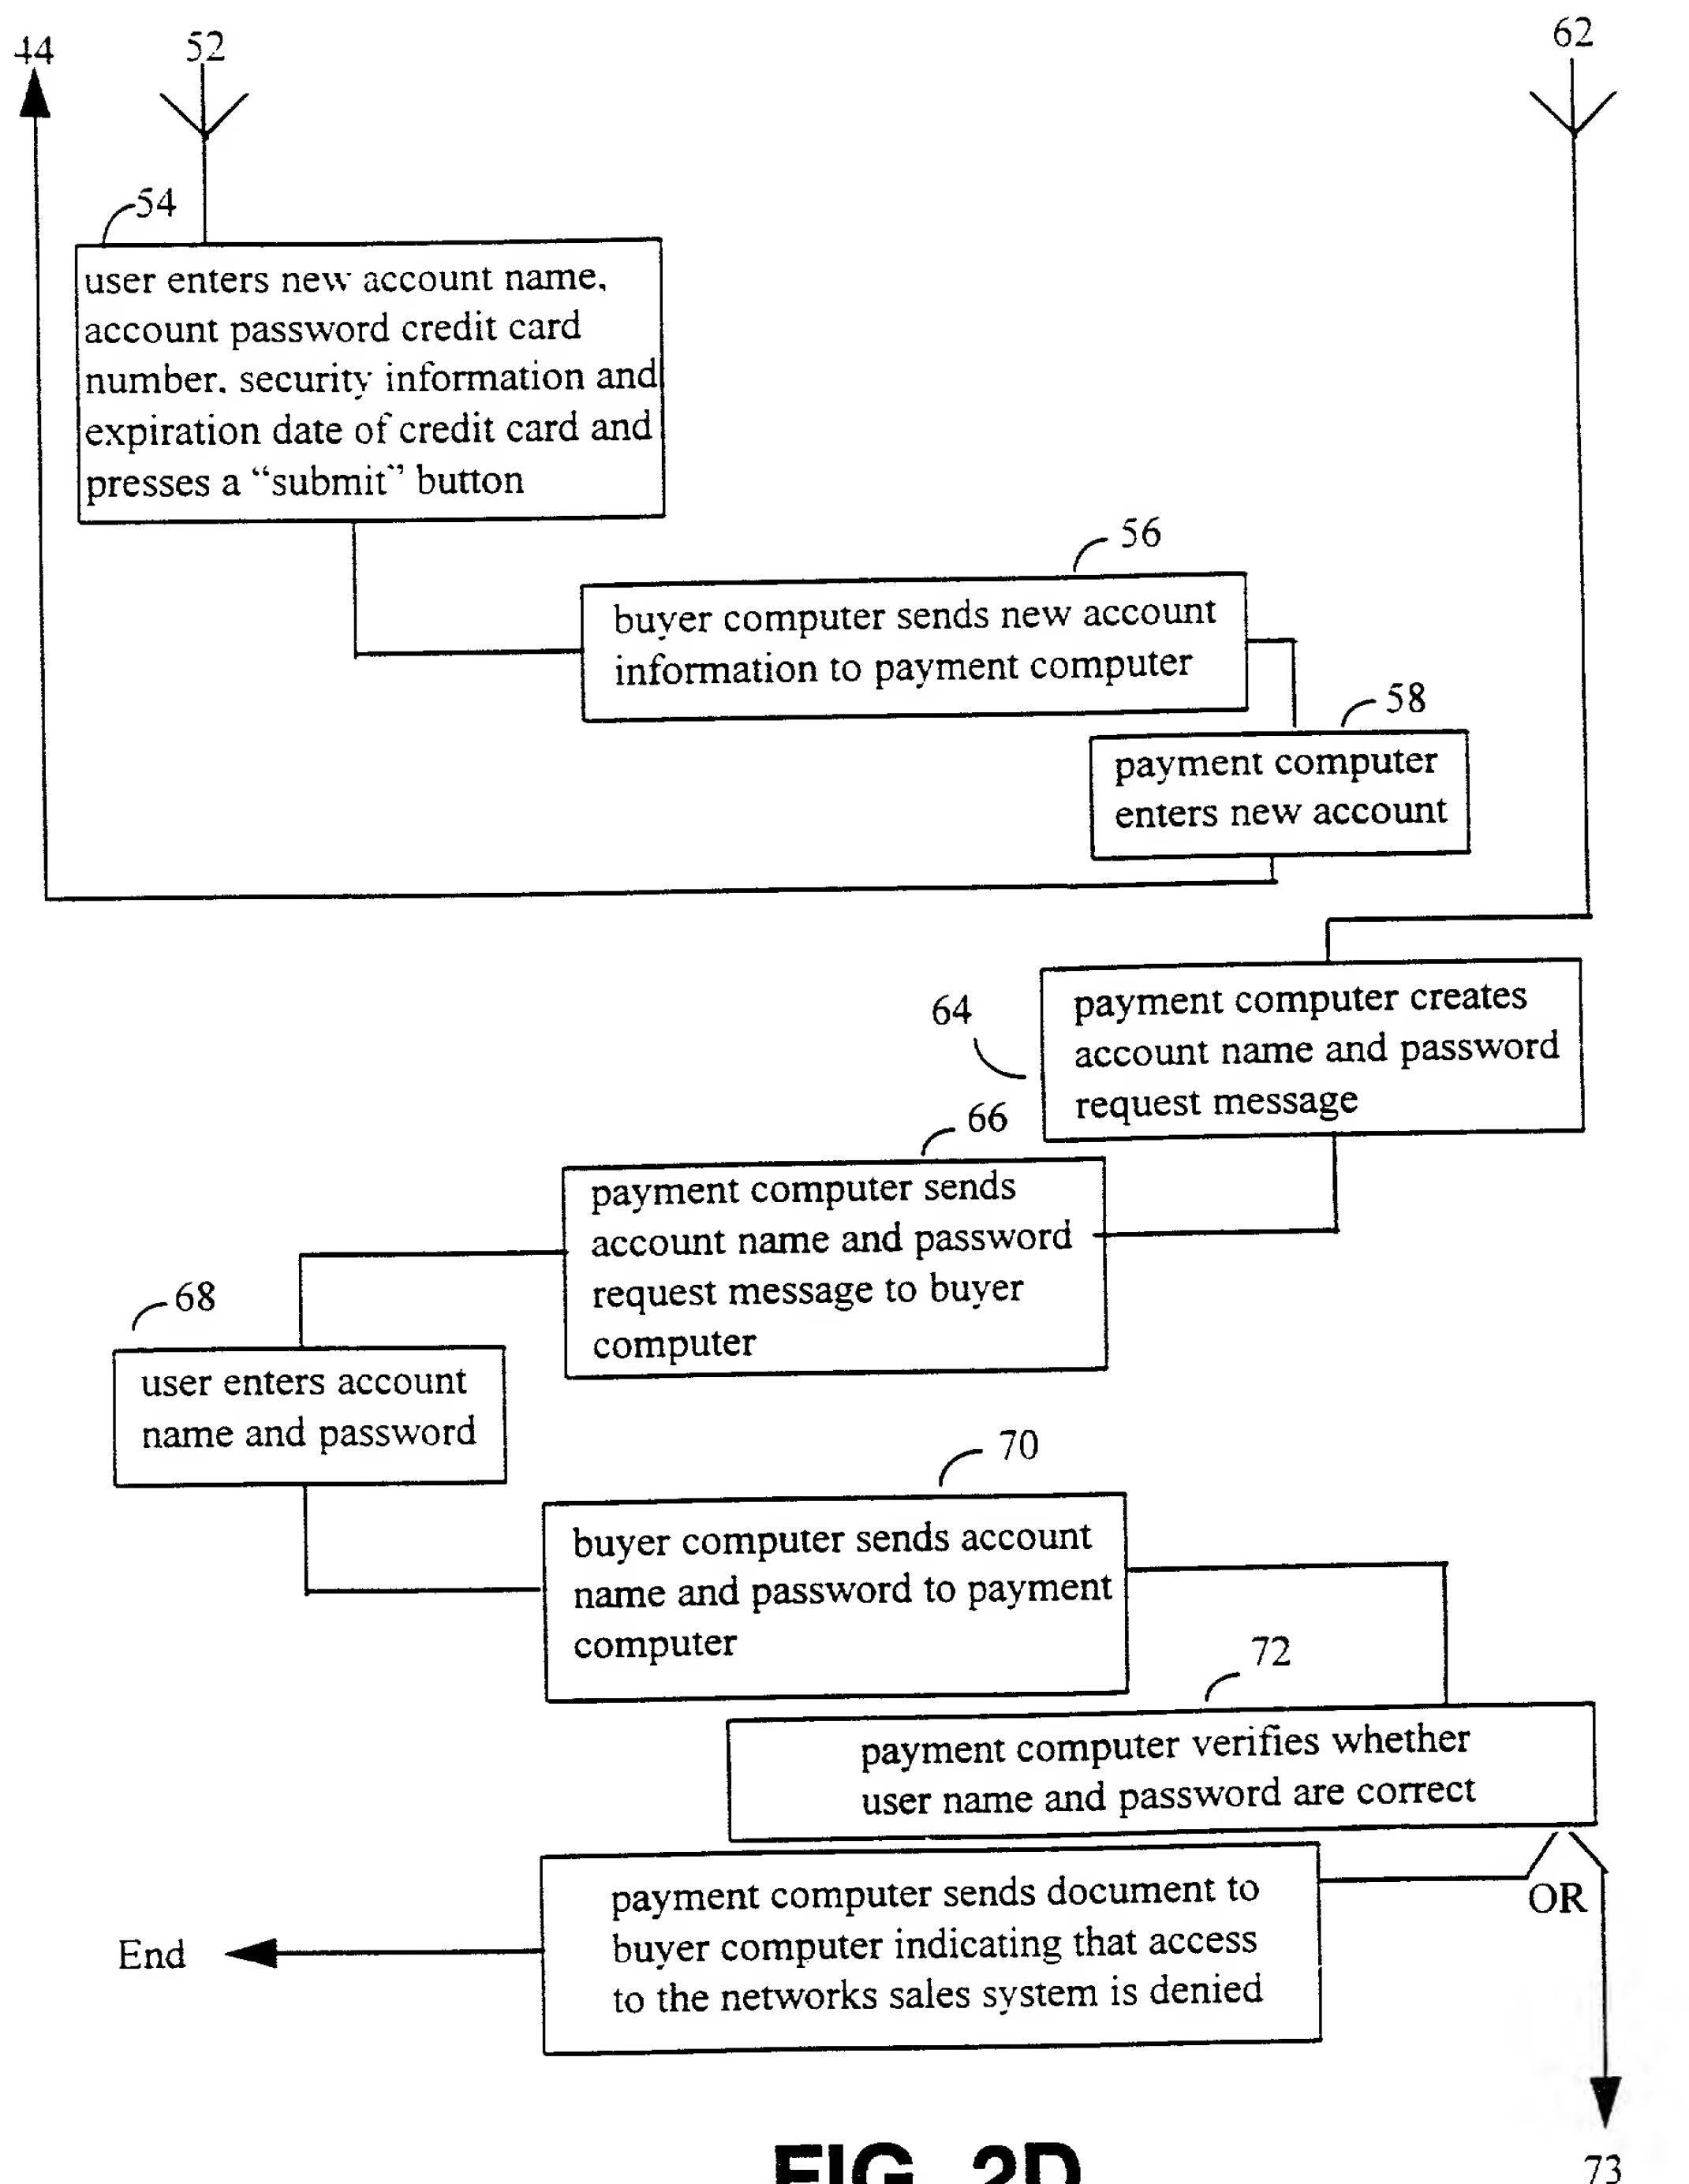 44
52
62
54
user enters new account name,
account password credit card
number, security information and
expiration date of credit card and
presses a “submit” button
56
buyer computer sends new account
information to payment computer
58
payment computer
enters new account
64
payment computer creates
account name and password
request message
66
payment computer sends
account name and password
request message to buyer
computer
68
user enters account
name and password
70
buyer computer sends account
name and password to payment
computer
72
payment computer verifies whether
user name and password are correct
OR
payment computer sends document to
buyer computer indicating that access
to the networks sales system is denied
End
73
FIG. 2D